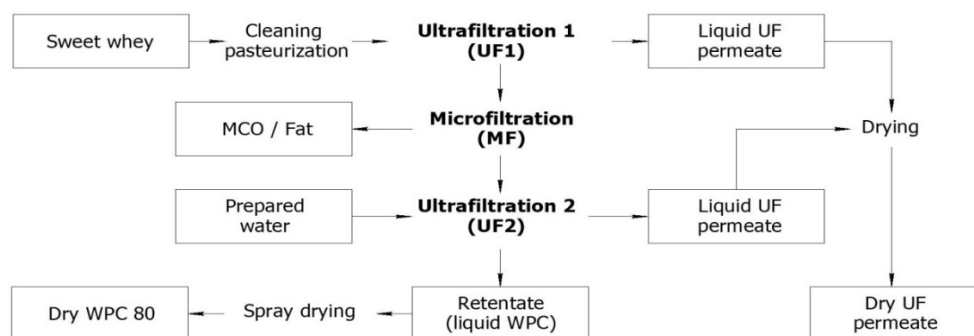 Sweet whey
Cleaning
pasteurization
Ultrafiltration 1
(UF1)
Liquid UF
permeate
MCO / Fat
Microfiltration
(MF)
Drying
Prepared
water
Ultrafiltration 2
(UF2)
Liquid UF
permeate
Dry WPC 80
Spray drying
Retentate
(liquid WPC)
Dry UF
permeate